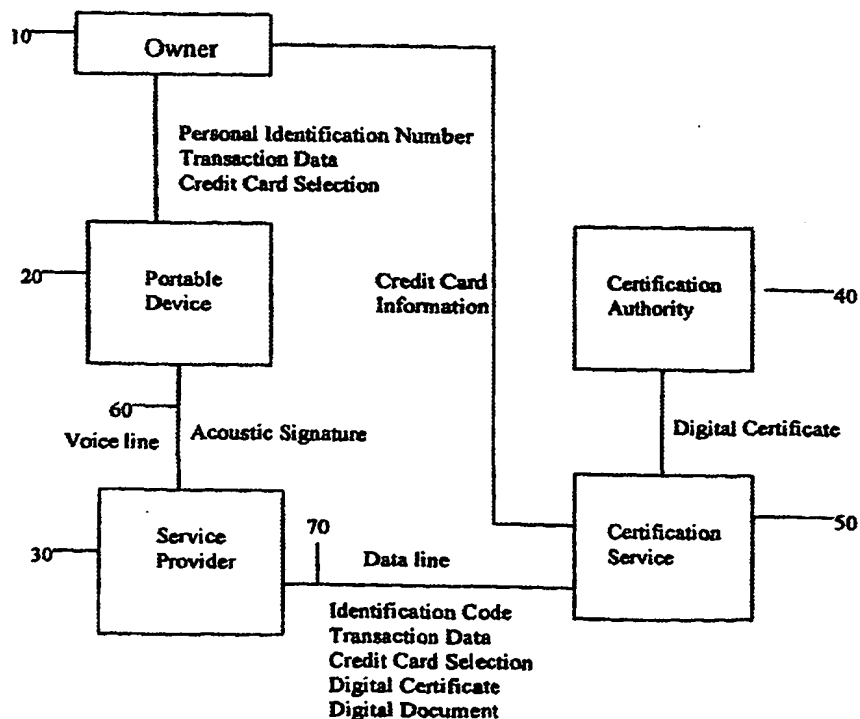 10
Owner
Personal Identification Number
Transaction Data
Credit Card Selection
20
Portable
Device
Credit Card
Information
Certification
Authority
40
60
Voice line
Acoustic Signature
Digital Certificate
30
Service
Provider
70
Data line
Certification
Service
50
Identification Code
Transaction Data
Credit Card Selection
Digital Certificate
Digital Document